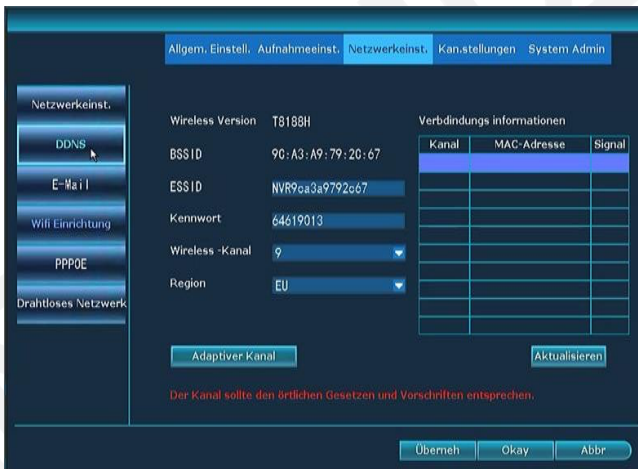 Allgem. Einstell. Aufnahmeeinst. Netzwerkeinst. Kan.stellungen System Admin
Netzwerkeinst.
DDNS
E-Mail
Wifi Einrichtung
PPPOE
Drahtloses Netzwerk
Wireless Version T8188H
BSSID 9C:A3:A9:79:2C:67
ESSID NVR9ca3a9792c67
Kennwort 64619013
Wireless -Kanal 9
Region EU
Verbdindungs informationen
Kanal MAC-Adresse Signal
Adaptiver Kanal
Aktualisieren
Der Kanal sollte den örtlichen Gesetzen und Vorschriften entsprechen.
Überneh Okay Abbr